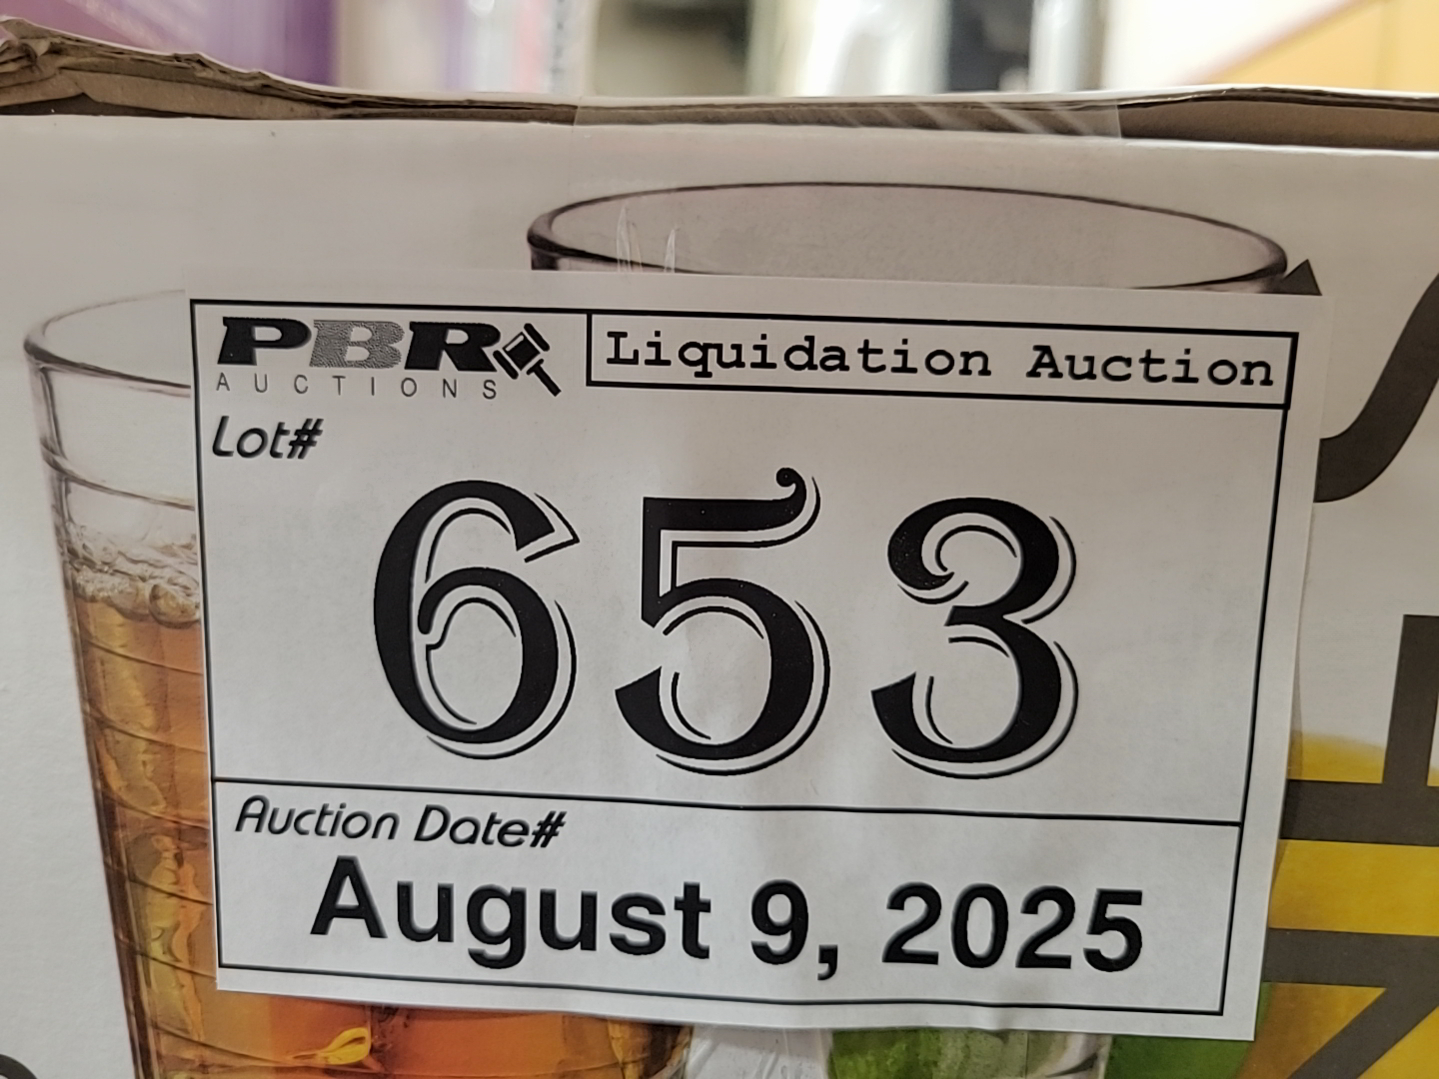 PBR
AUCTIONS
Liquidation Auction
Lot#
653
Auction Date#
August 9, 2025